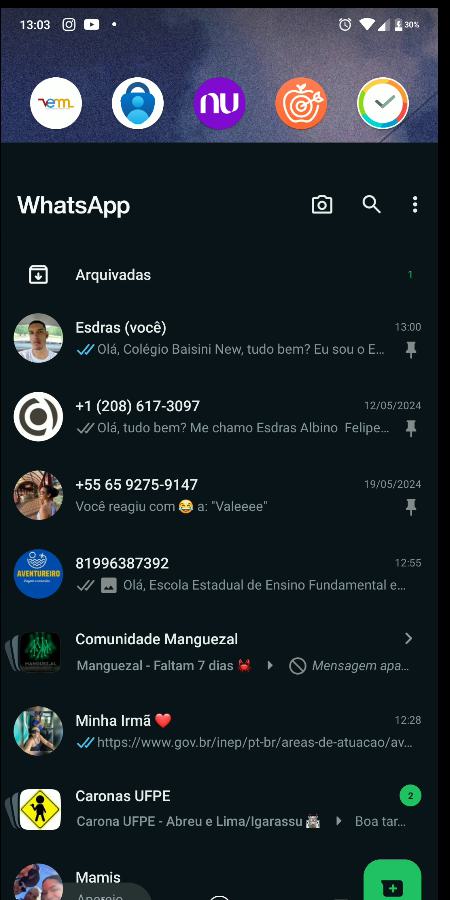 13:03
30%
vem
nu
WhatsApp
Arquivadas 1
Esdras (você) 13:00
Olá, Colégio Baisini New, tudo bem? Eu sou o E...
+1 (208) 617-3097 12/05/2024
Olá, tudo bem? Me chamo Esdras Albino Felipe...
+55 65 9275-9147 19/05/2024
Você reagiu com 😂 a: "Valeeee"
AVENTUREIRO
81996387392 12:55
Olá, Escola Estadual de Ensino Fundamental e...
MANGUEZAL
Comunidade Manguezal
Manguezal - Faltam 7 dias 🦀 Mensagem apa...
Minha Irmã ❤️ 12:28
https://www.gov.br/inep/pt-br/areas-de-atuacao/av...
Caronas UFPE 2
Carona UFPE - Abreu e Lima/Igarassu Boa tar...
Mamis